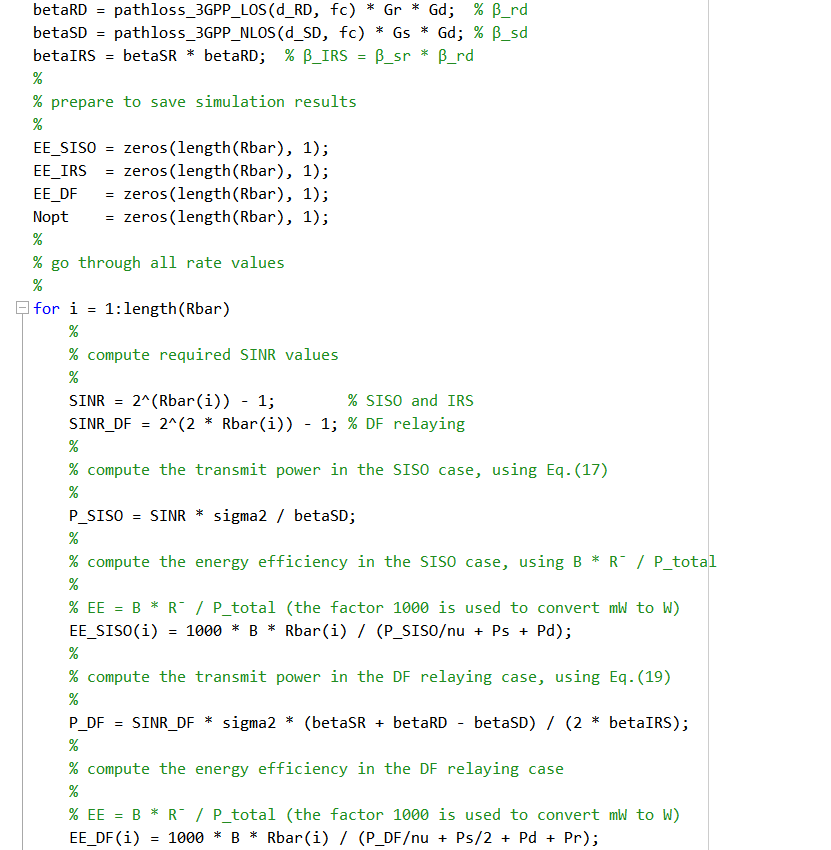 betaRD = pathloss_3GPP_LOS(d_RD, fc) * Gr * Gd;  % β_rd
betaSD = pathloss_3GPP_NLOS(d_SD, fc) * Gs * Gd; % β_sd
betaIRS = betaSR * betaRD;  % β_IRS = β_sr * β_rd
%
% prepare to save simulation results
%
EE_SISO = zeros(length(Rbar), 1);
EE_IRS  = zeros(length(Rbar), 1);
EE_DF   = zeros(length(Rbar), 1);
Nopt    = zeros(length(Rbar), 1);
%
% go through all rate values
%
for i = 1:length(Rbar)
    %
    % compute required SINR values
    %
    SINR = 2^(Rbar(i)) - 1;        % SISO and IRS
    SINR_DF = 2^(2 * Rbar(i)) - 1; % DF relaying
    %
    % compute the transmit power in the SISO case, using Eq.(17)
    %
    P_SISO = SINR * sigma2 / betaSD;
    %
    % compute the energy efficiency in the SISO case, using B * R¯ / P_total
    %
    % EE = B * R¯ / P_total (the factor 1000 is used to convert mW to W)
    EE_SISO(i) = 1000 * B * Rbar(i) / (P_SISO/nu + Ps + Pd);
    %
    % compute the transmit power in the DF relaying case, using Eq.(19)
    %
    P_DF = SINR_DF * sigma2 * (betaSR + betaRD - betaSD) / (2 * betaIRS);
    %
    % compute the energy efficiency in the DF relaying case
    %
    % EE = B * R¯ / P_total (the factor 1000 is used to convert mW to W)
    EE_DF(i) = 1000 * B * Rbar(i) / (P_DF/nu + Ps/2 + Pd + Pr);